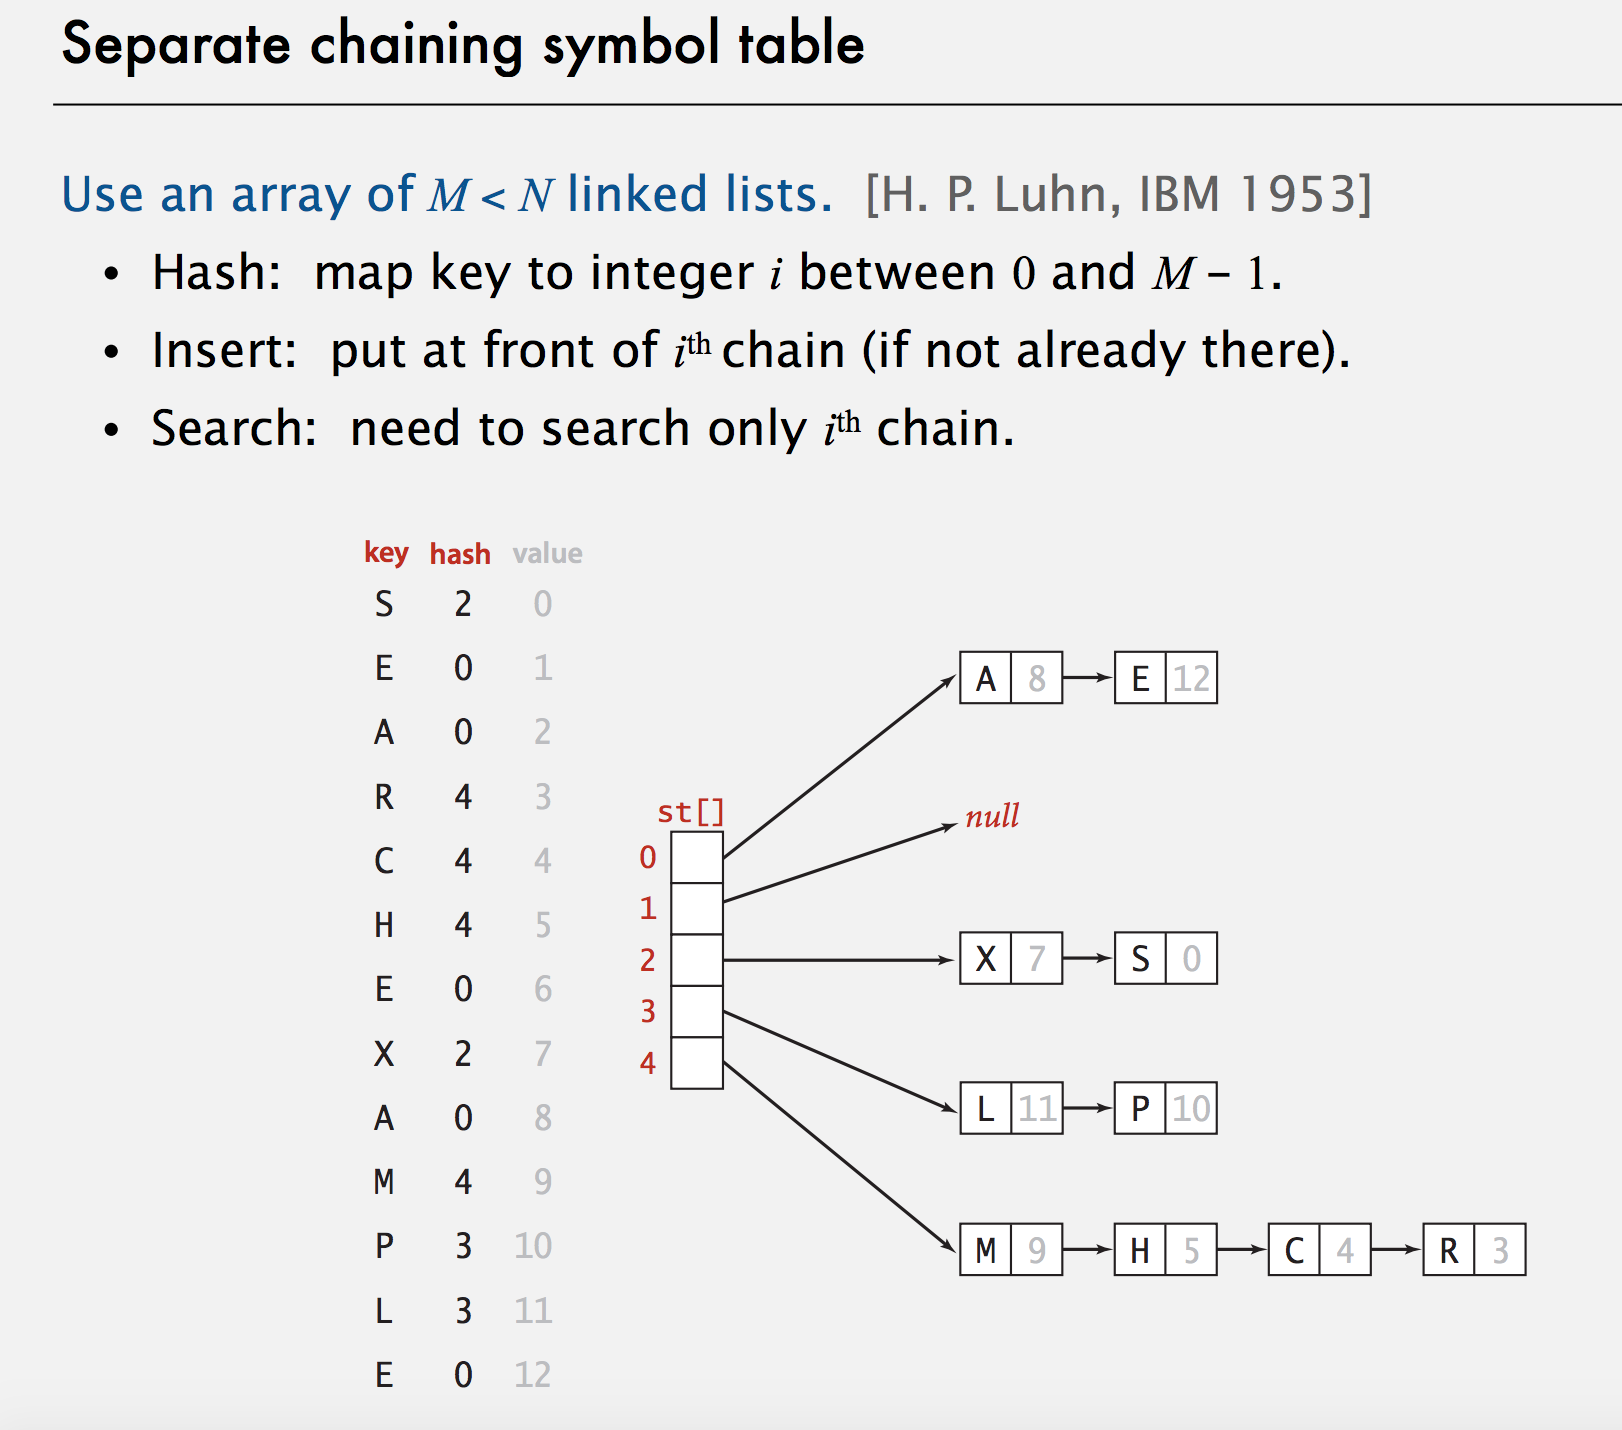 Separate chaining symbol table
Use an array of M < N linked lists. [H. P. Luhn, IBM 1953]
• Hash: map key to integer i between 0 and M – 1.
• Insert: put at front of ith chain (if not already there).
• Search: need to search only ith chain.
key hash value
S 2 0
E 0 1
A 0 2
R 4 3
C 4 4
H 4 5
E 0 6
X 2 7
A 0 8
M 4 9
P 3 10
L 3 11
E 0 12
st[]
0
1
2
3
4
A 8 E 12
null
X 7 S 0
L 11 P 10
M 9 H 5 C 4 R 3